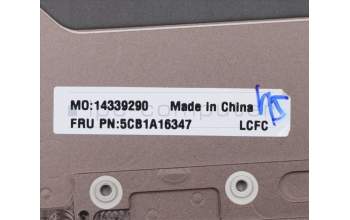 MO:14339290 Made in China
FRU PN:5CB1A16347 LCFC